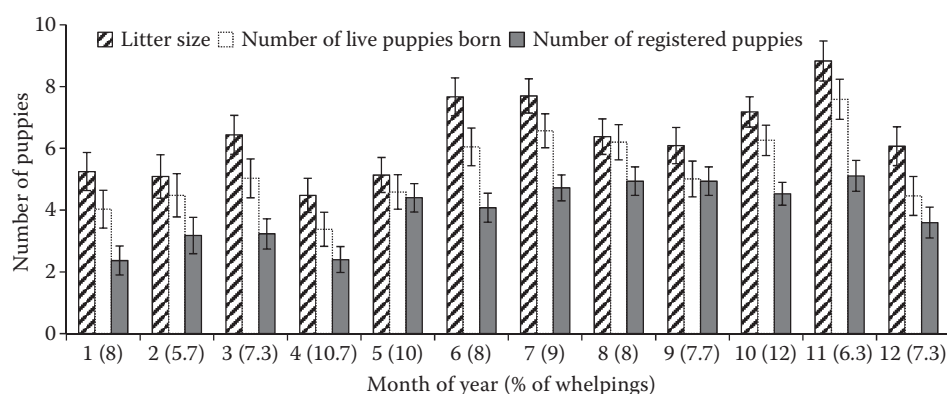 10
Litter size Number of live puppies born Number of registered puppies
8
6
4
2
0
Number of puppies
1 (8) 2 (5.7) 3 (7.3) 4 (10.7) 5 (10) 6 (8) 7 (9) 8 (8) 9 (7.7) 10 (12) 11 (6.3) 12 (7.3)
Month of year (% of whelpings)